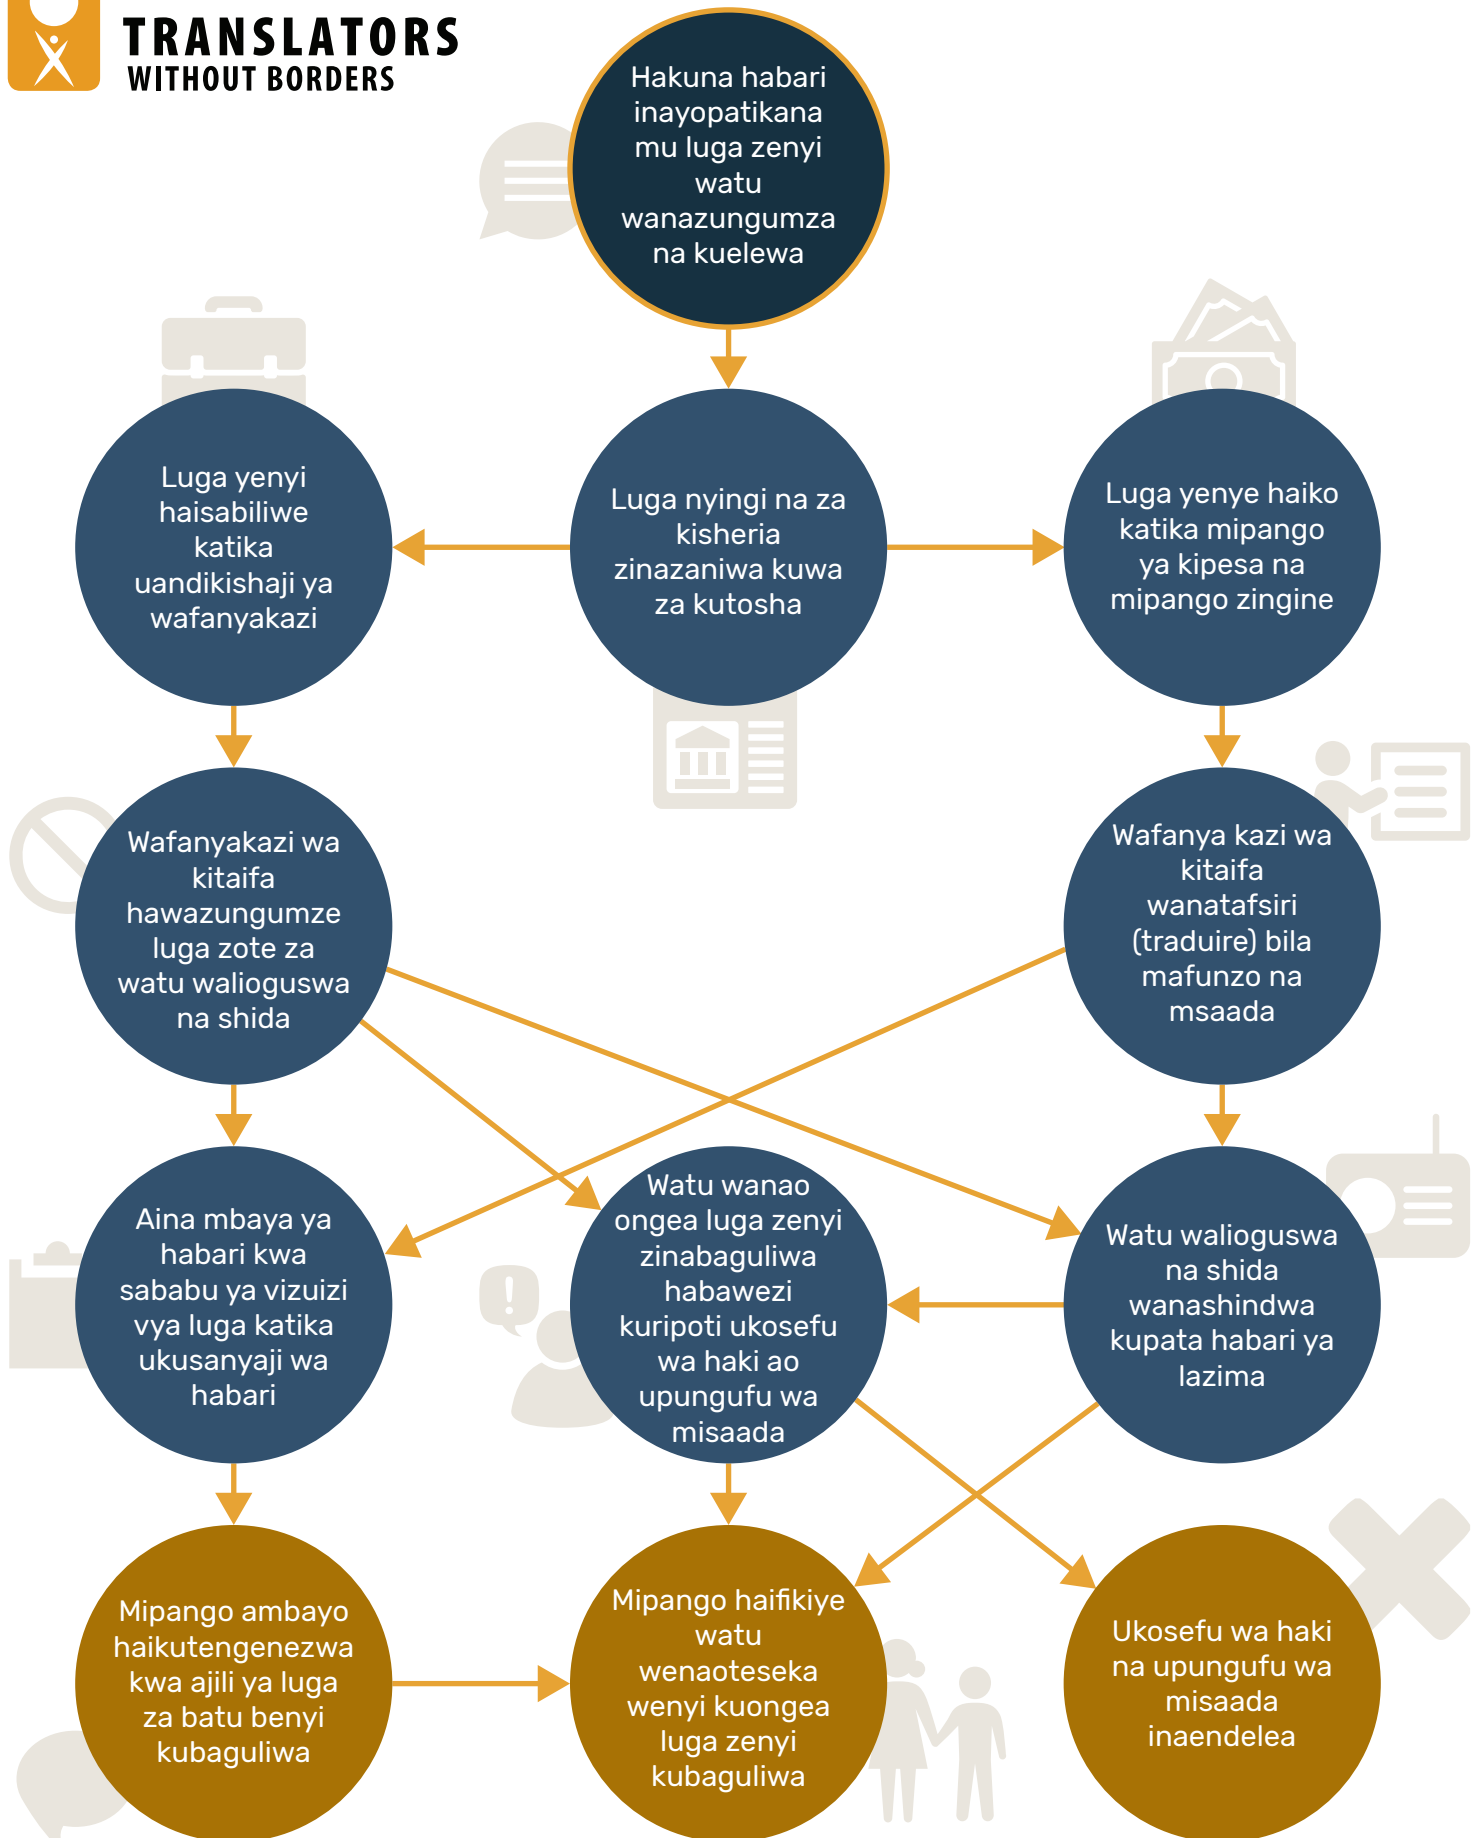 TRANSLATORS
WITHOUT BORDERS
Hakuna habari
inayopatikana
mu luga zenyi
watu
wanazungumza
na kuelewa
Luga yenyi
haisabiliwe
katika
uandikishaji ya
wafanyakazi
Luga nyingi na za
kisheria
zinazaniwa kuwa
za kutosha
Luga yenye haiko
katika mipango
ya kipesa na
mipango zingine
Wafanyakazi wa
kitaifa
hawazungumze
luga zote za
watu walioguswa
na shida
Wafanya kazi wa
kitaifa
wanatafsiri
(traduire) bila
mafunzo na
msaada
Aina mbaya ya
habari kwa
sababu ya vizuizi
vya luga katika
ukusanyaji wa
habari
Watu wanao
ongea luga zenyi
zinabaguliwa
habawezi
kuripoti ukosefu
wa haki ao
upungufu wa
misaada
Watu walioguswa
na shida
wanashindwa
kupata habari ya
lazima
Mipango ambayo
haikutengenezwa
kwa ajili ya luga
za batu benyi
kubaguliwa
Mipango haifikiye
watu
wenaoteseka
wenyi kuongea
luga zenyi
kubaguliwa
Ukosefu wa haki
na upungufu wa
misaada
inaendelea